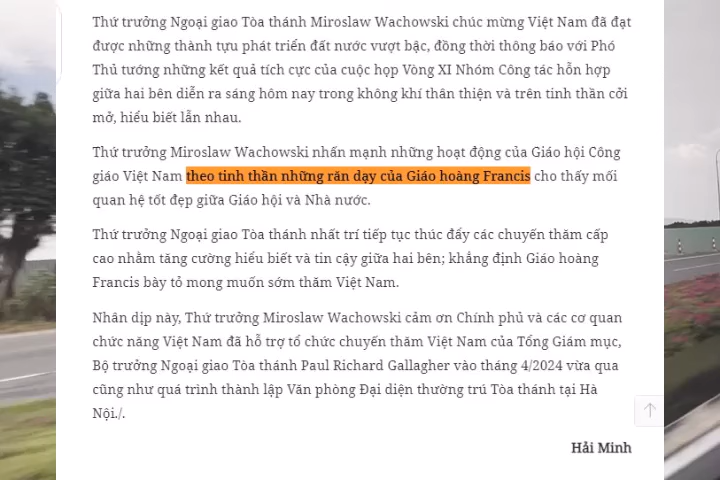 Thứ trưởng Ngoại giao Tòa thánh Miroslaw Wachowski chúc mừng Việt Nam đã đạt
được những thành tựu phát triển đất nước vượt bậc, đồng thời thông báo với Phó
Thủ tướng những kết quả tích cực của cuộc họp Vòng XI Nhóm Công tác hỗn hợp
giữa hai bên diễn ra sáng hôm nay trong không khí thân thiện và trên tinh thần cởi
mở, hiểu biết lẫn nhau.
Thứ trưởng Miroslaw Wachowski nhấn mạnh những hoạt động của Giáo hội Công
giáo Việt Nam theo tinh thần những răn dạy của Giáo hoàng Francis cho thấy mối
quan hệ tốt đẹp giữa Giáo hội và Nhà nước.
Thứ trưởng Ngoại giao Tòa thánh nhất trí tiếp tục thúc đẩy các chuyến thăm cấp
cao nhằm tăng cường hiểu biết và tin cậy giữa hai bên; khẳng định Giáo hoàng
Francis bày tỏ mong muốn sớm thăm Việt Nam.
Nhân dịp này, Thứ trưởng Miroslaw Wachowski cảm ơn Chính phủ và các cơ quan
chức năng Việt Nam đã hỗ trợ tổ chức chuyến thăm Việt Nam của Tổng Giám mục,
Bộ trưởng Ngoại giao Tòa thánh Paul Richard Gallagher vào tháng 4/2024 vừa qua
cũng như quá trình thành lập Văn phòng Đại diện thường trú Tòa thánh tại Hà
Nội./.
Hải Minh